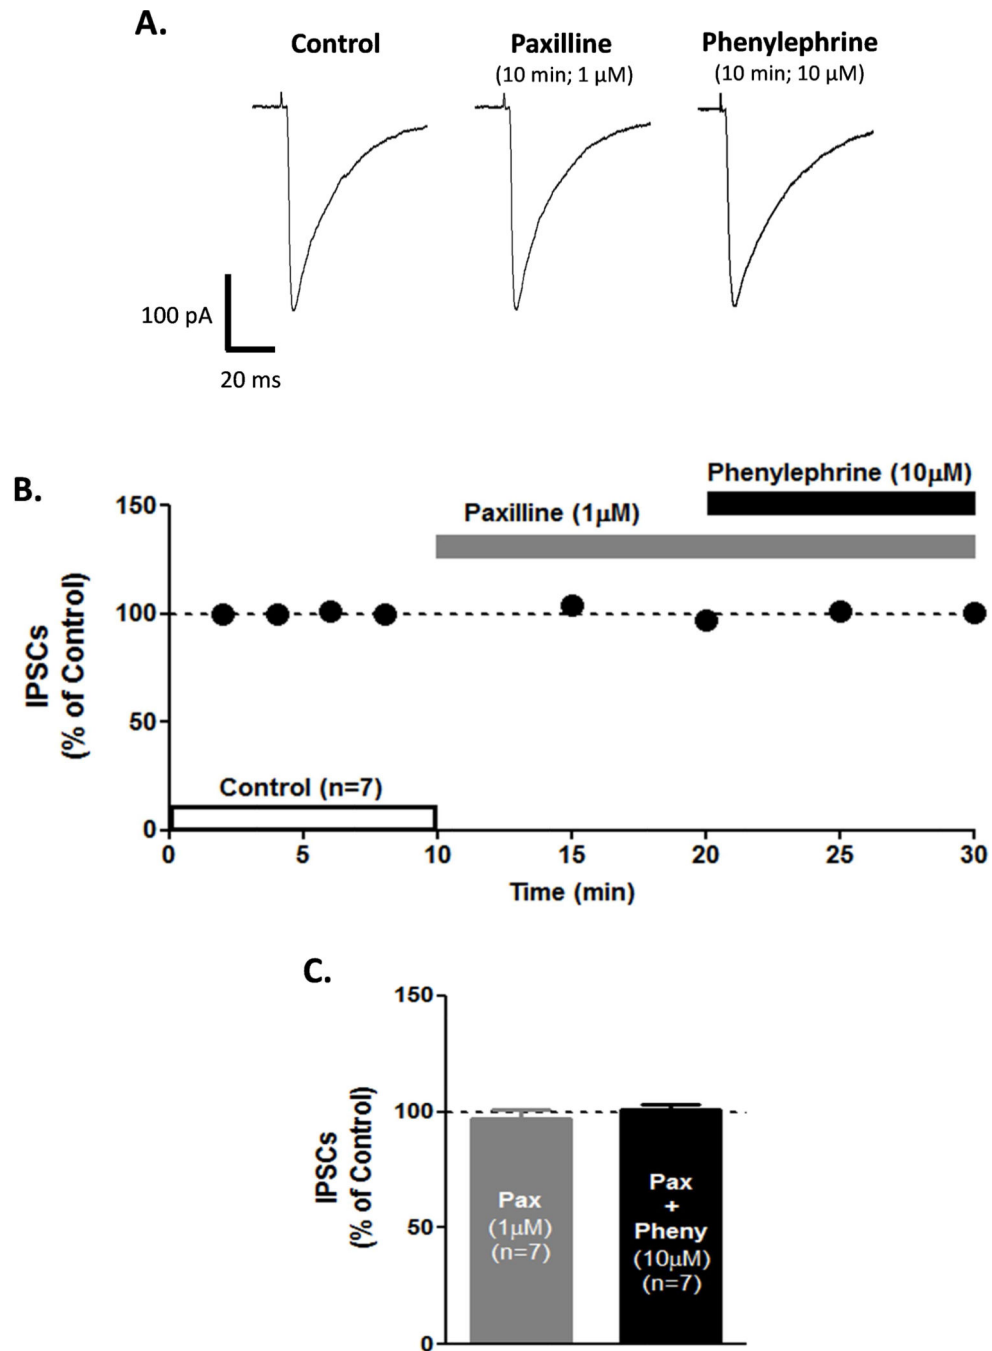 A.
Control
Paxilline
(10 min; 1 μM)
Phenylephrine
(10 min; 10 μM)
100 pA
20 ms
B.
Phenylephrine (10μM)
Paxilline (1μM)
150
100
50
0
IPSCs
(% of Control)
Control (n=7)
0 5 10 15 20 25 30
Time (min)
C.
150
100
50
0
IPSCs
(% of Control)
Pax
(1μM)
(n=7)
Pax
+
Pheny
(10μM)
(n=7)